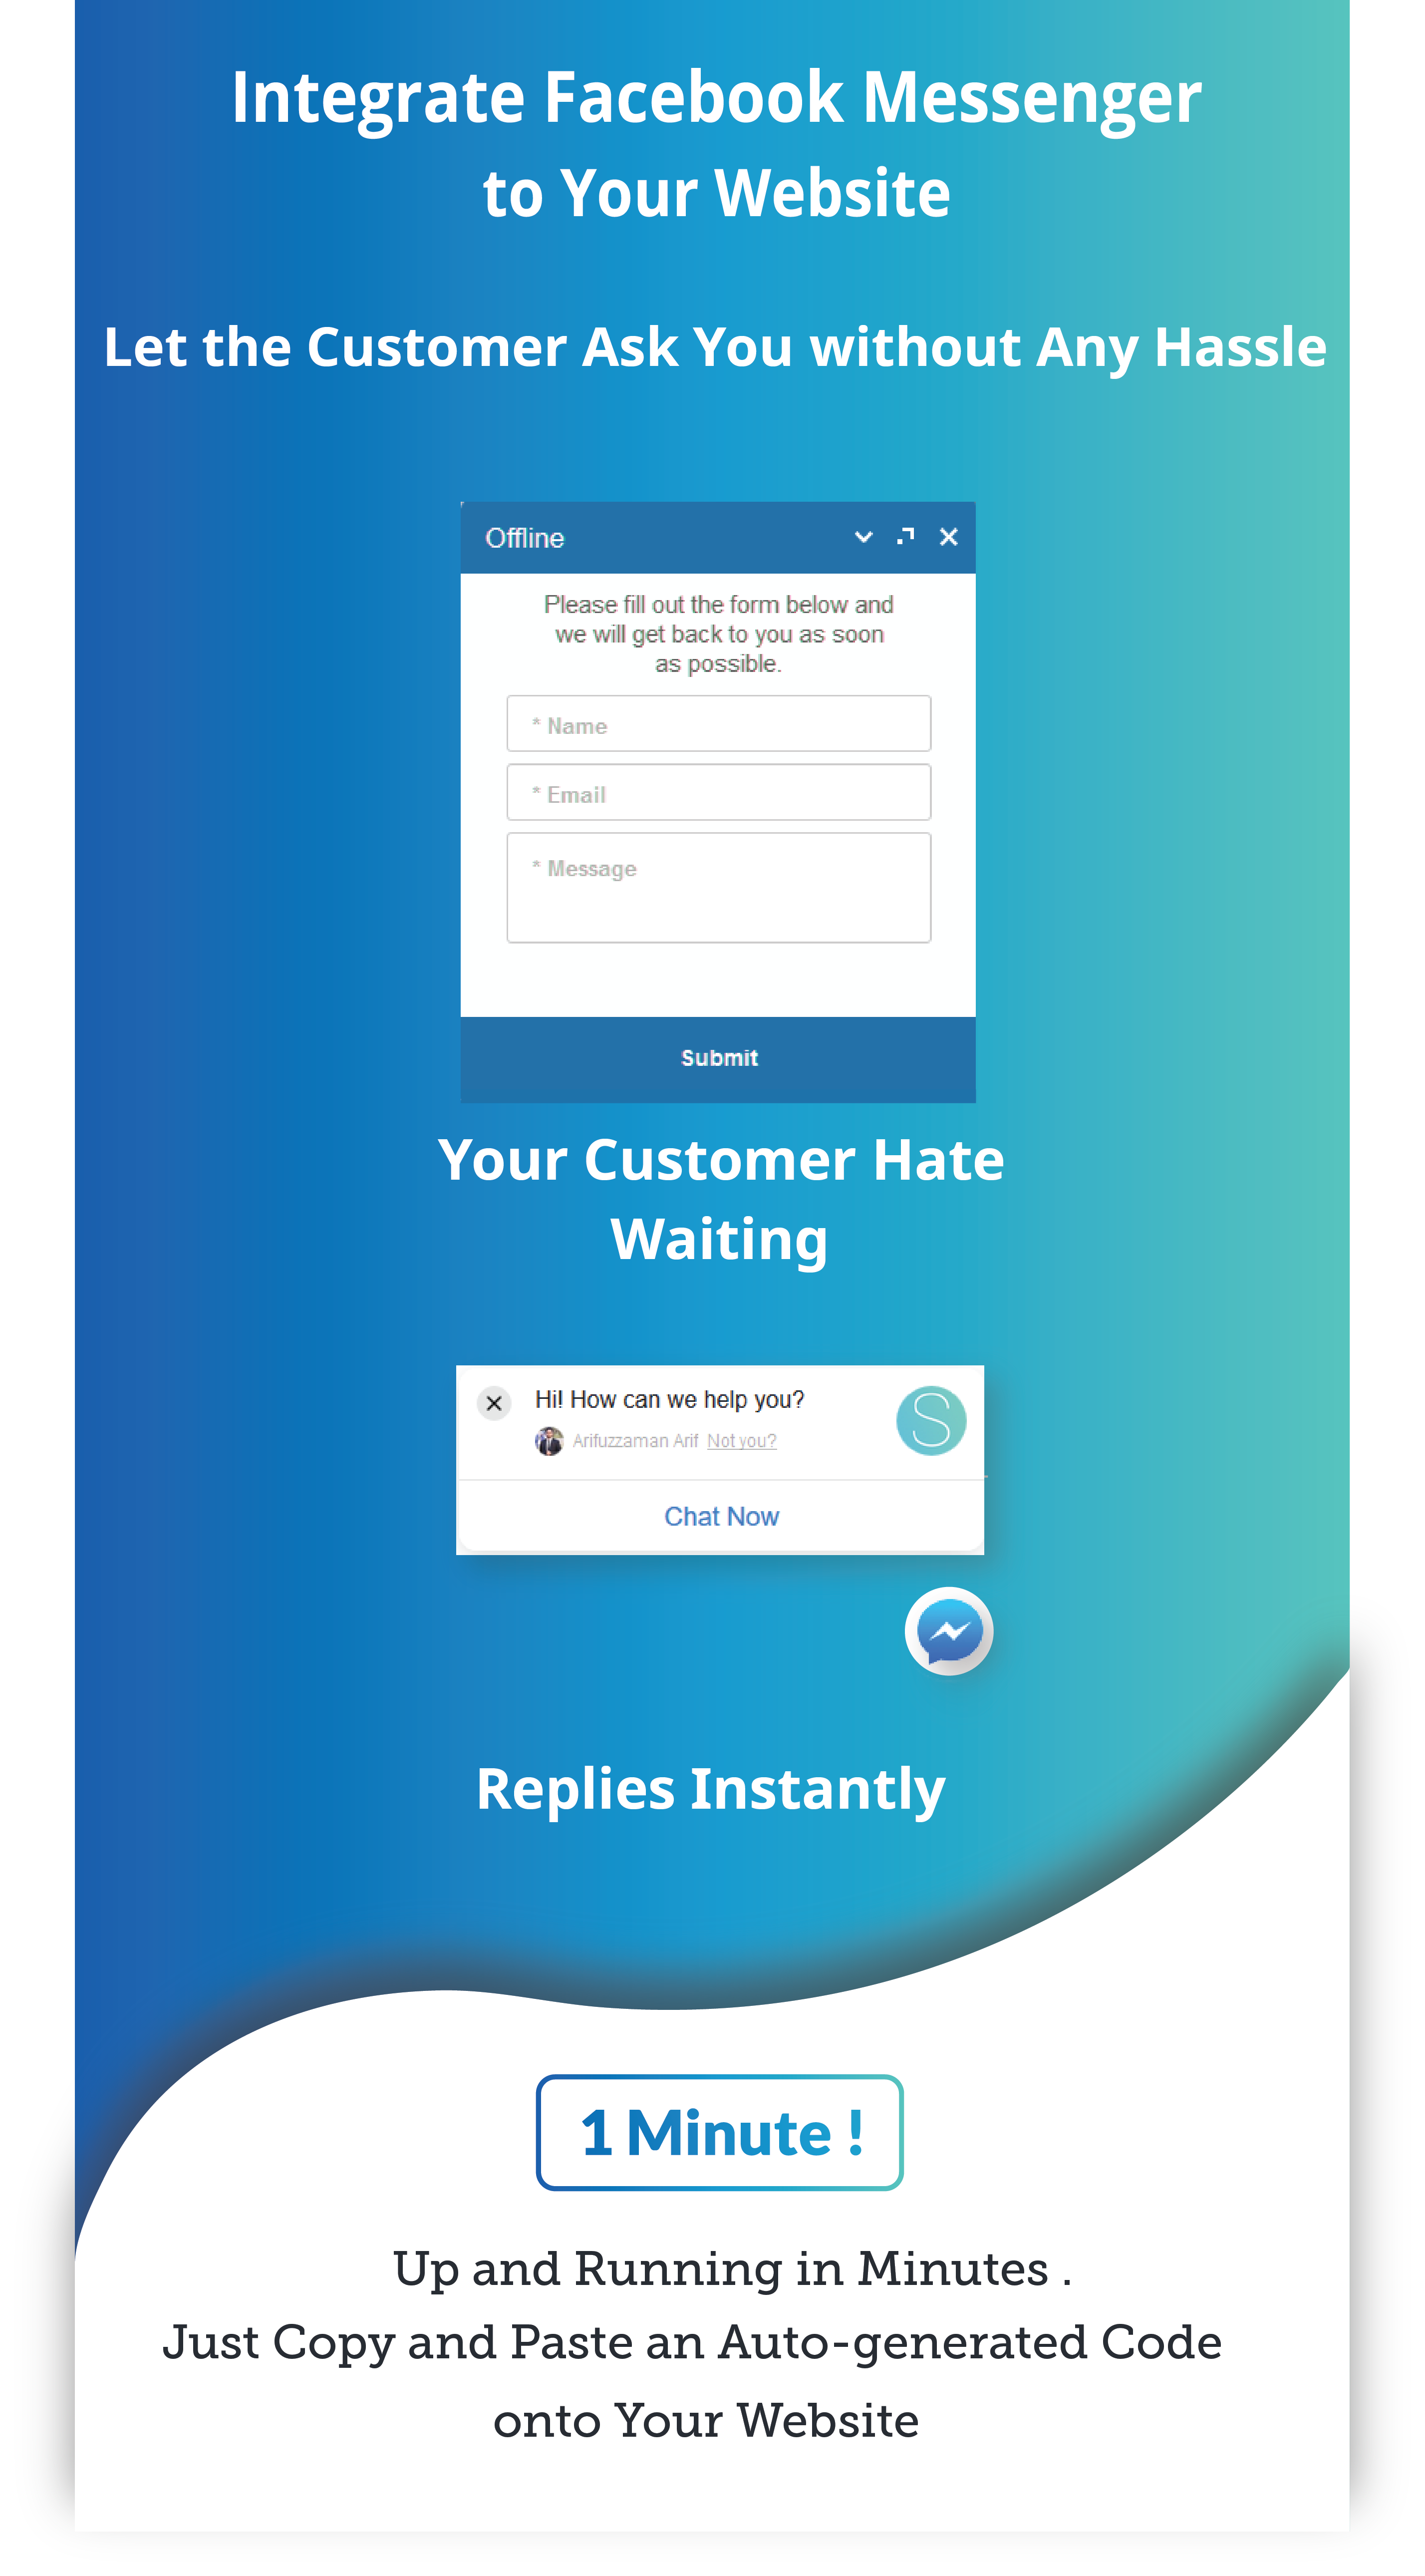 Integrate Facebook Messenger
to Your Website
Let the Customer Ask You without Any Hassle
Offline
Please fill out the form below and
we will get back to you as soon
as possible.
* Name
* Email
* Message
Submit
Your Customer Hate
Waiting
Hi! How can we help you?
Arifuzzaman Arif Not you?
S
Chat Now
Replies Instantly
1 Minute !
Up and Running in Minutes .
Just Copy and Paste an Auto-generated Code
onto Your Website